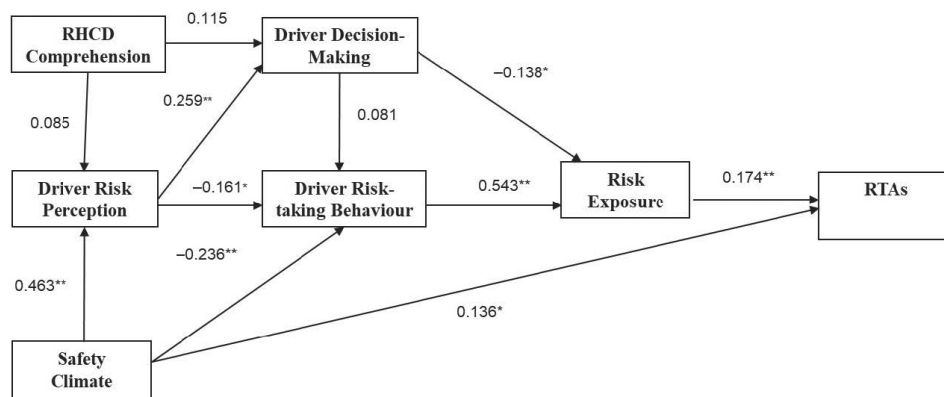 0.115
RHCD
Comprehension
Driver Decision-
Making
–0.138*
0.259**
0.085
0.081
Driver Risk
Perception
–0.161*
Driver Risk-
taking Behaviour
0.543**
Risk
Exposure
0.174**
RTAs
–0.236**
0.463**
0.136*
Safety
Climate